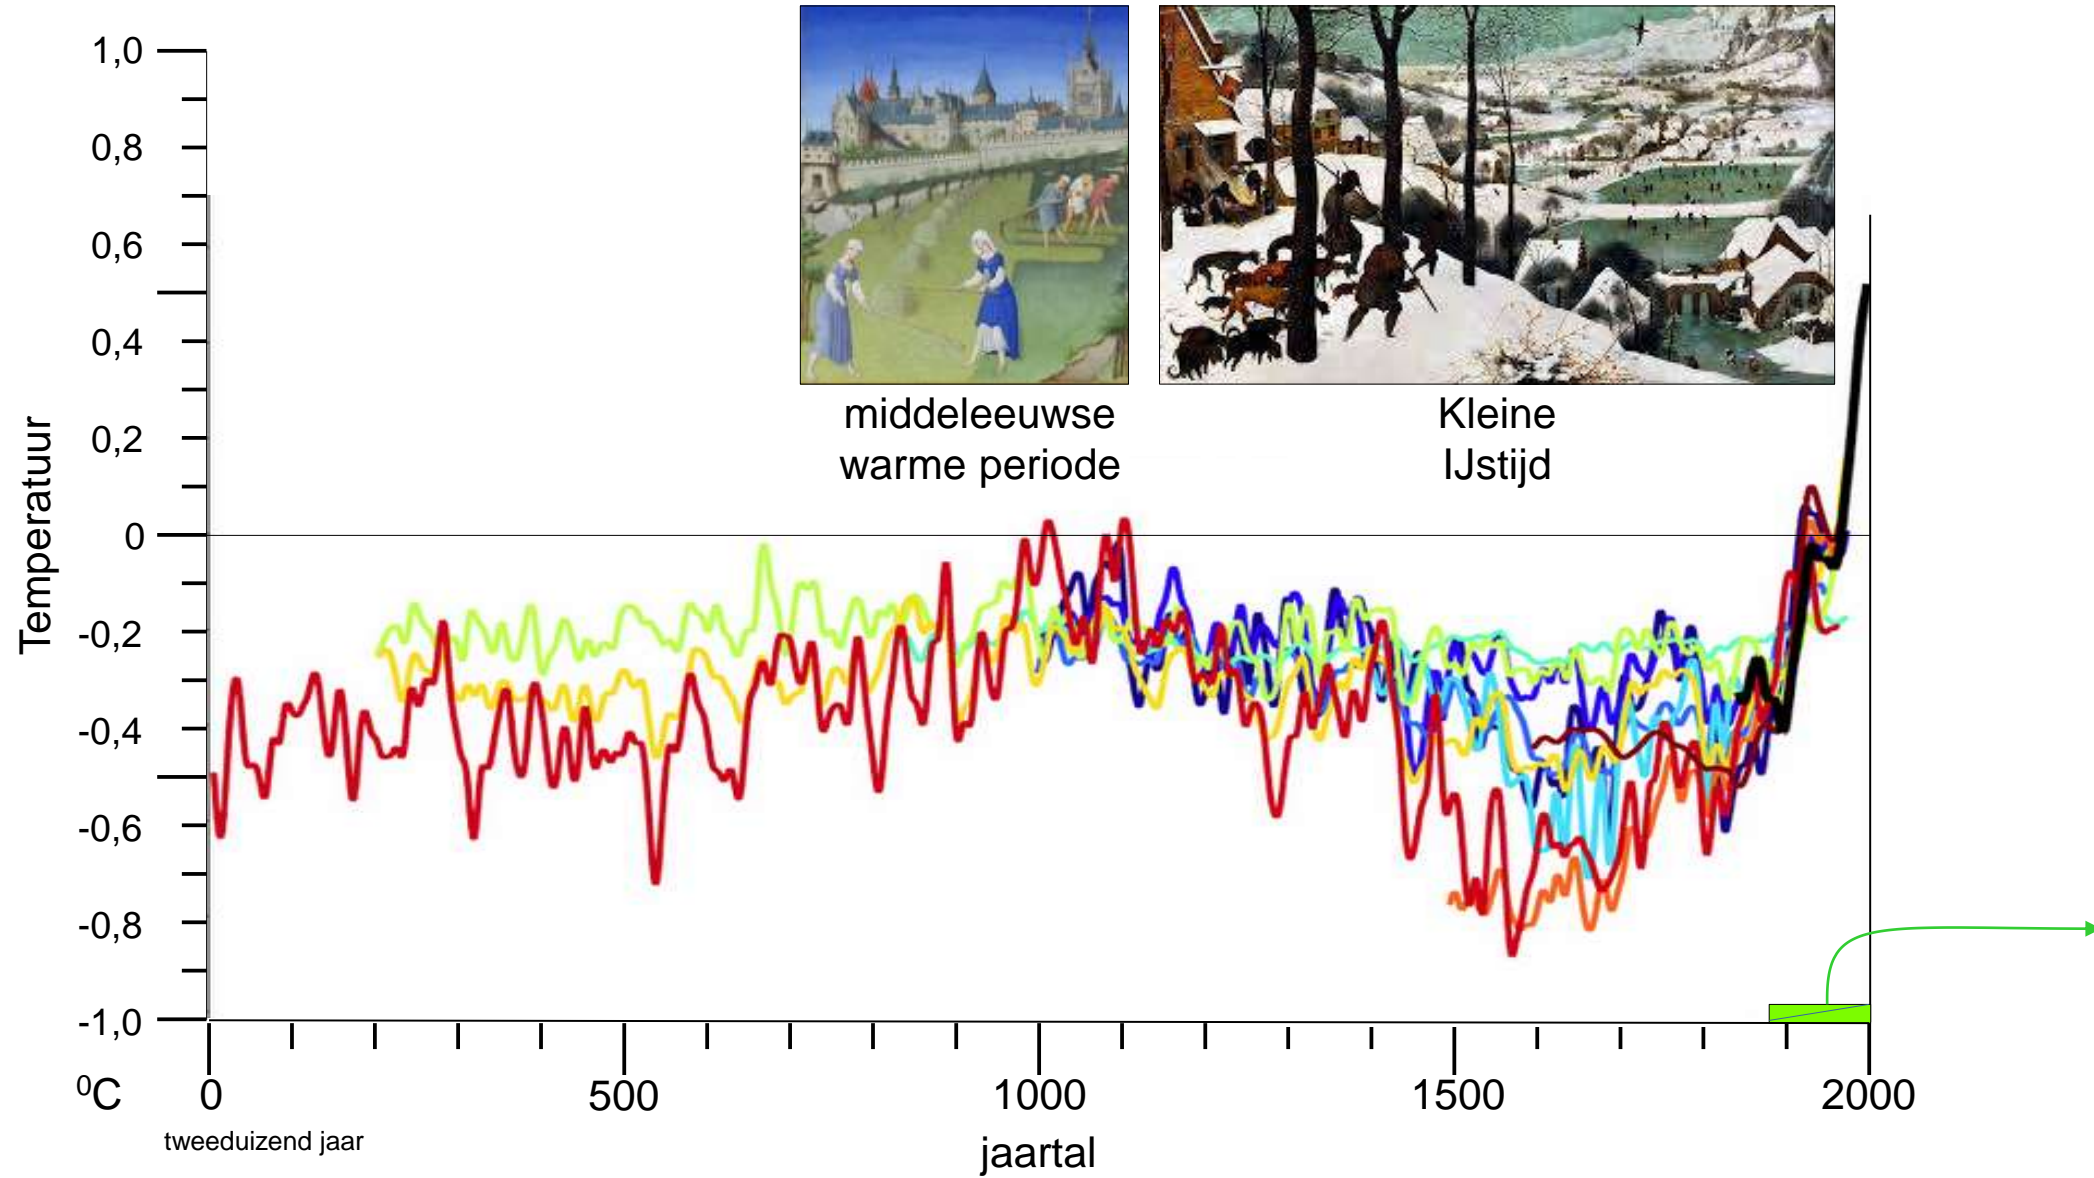 1,0
0,8
0,6
0,4
0,2
0
-0,2
-0,4
-0,6
-0,8
-1,0
Temperatuur
middeleeuwse
warme periode
Kleine
IJstijd
⁰C
0
500
1000
1500
2000
tweeduizend jaar
jaartal